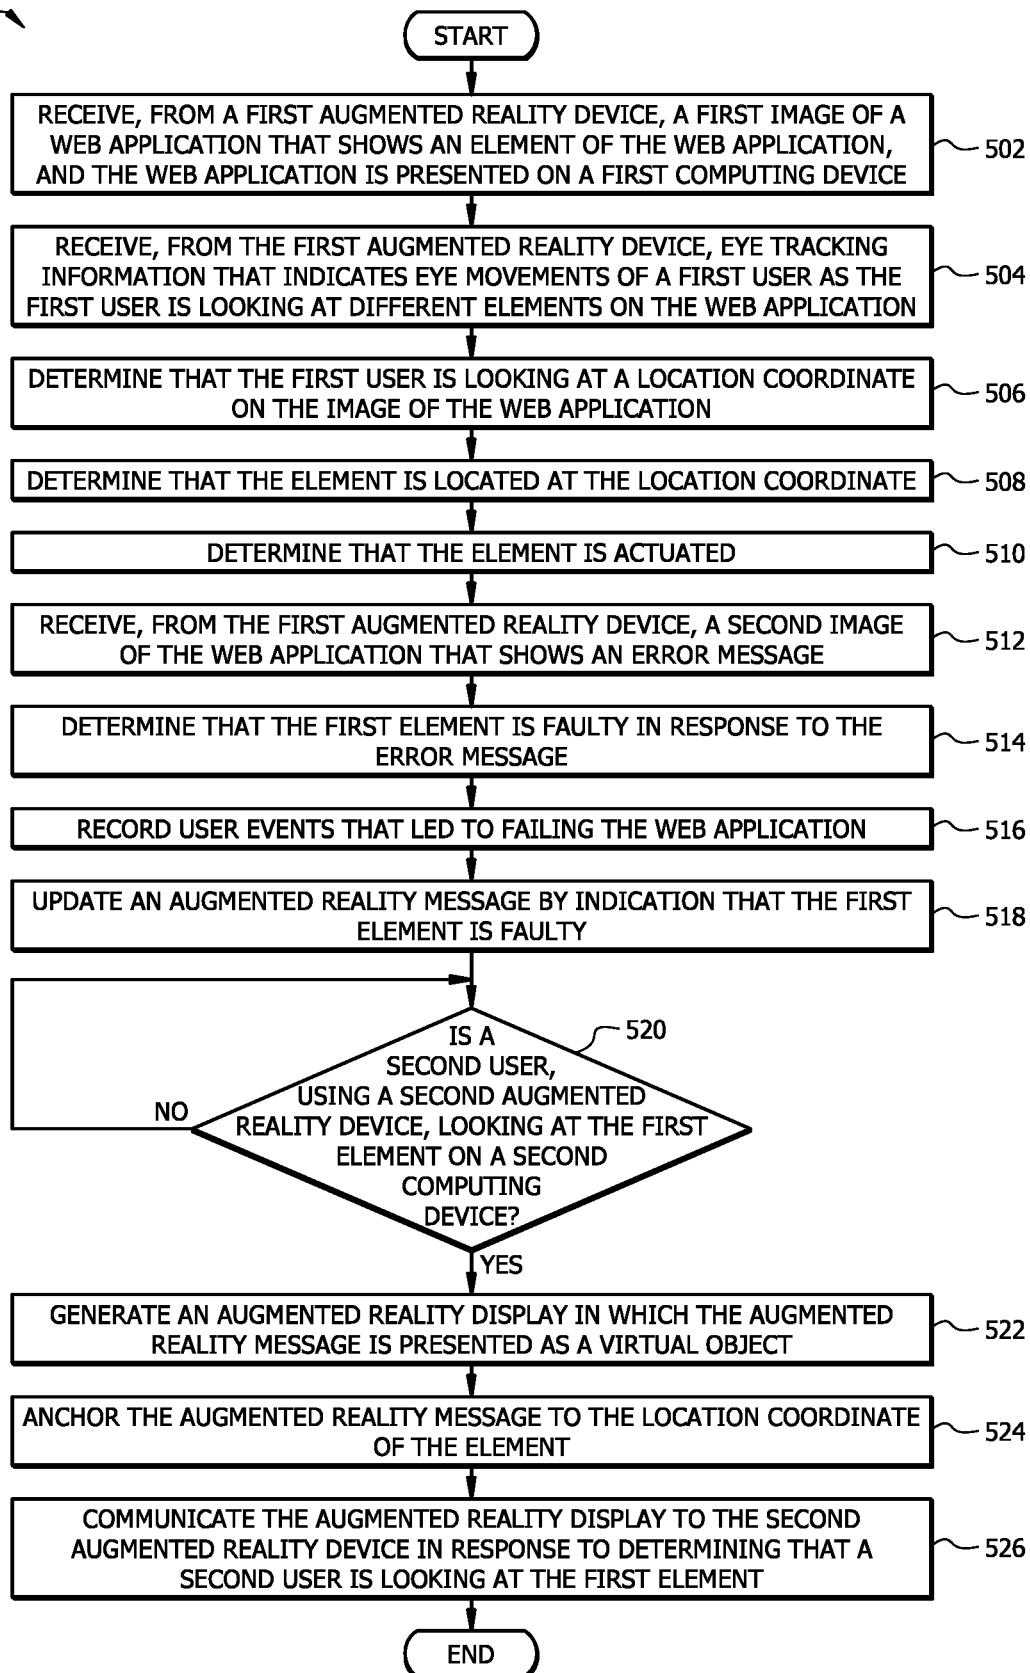 START
RECEIVE, FROM A FIRST AUGMENTED REALITY DEVICE, A FIRST IMAGE OF A
WEB APPLICATION THAT SHOWS AN ELEMENT OF THE WEB APPLICATION,
AND THE WEB APPLICATION IS PRESENTED ON A FIRST COMPUTING DEVICE
502
RECEIVE, FROM THE FIRST AUGMENTED REALITY DEVICE, EYE TRACKING
INFORMATION THAT INDICATES EYE MOVEMENTS OF A FIRST USER AS THE
FIRST USER IS LOOKING AT DIFFERENT ELEMENTS ON THE WEB APPLICATION
504
DETERMINE THAT THE FIRST USER IS LOOKING AT A LOCATION COORDINATE
ON THE IMAGE OF THE WEB APPLICATION
506
DETERMINE THAT THE ELEMENT IS LOCATED AT THE LOCATION COORDINATE
508
DETERMINE THAT THE ELEMENT IS ACTUATED
510
RECEIVE, FROM THE FIRST AUGMENTED REALITY DEVICE, A SECOND IMAGE
OF THE WEB APPLICATION THAT SHOWS AN ERROR MESSAGE
512
DETERMINE THAT THE FIRST ELEMENT IS FAULTY IN RESPONSE TO THE
ERROR MESSAGE
514
RECORD USER EVENTS THAT LED TO FAILING THE WEB APPLICATION
516
UPDATE AN AUGMENTED REALITY MESSAGE BY INDICATION THAT THE FIRST
ELEMENT IS FAULTY
518
IS A
SECOND USER,
USING A SECOND AUGMENTED
REALITY DEVICE, LOOKING AT THE FIRST
ELEMENT ON A SECOND
COMPUTING
DEVICE?
520
NO
YES
GENERATE AN AUGMENTED REALITY DISPLAY IN WHICH THE AUGMENTED
REALITY MESSAGE IS PRESENTED AS A VIRTUAL OBJECT
522
ANCHOR THE AUGMENTED REALITY MESSAGE TO THE LOCATION COORDINATE
OF THE ELEMENT
524
COMMUNICATE THE AUGMENTED REALITY DISPLAY TO THE SECOND
AUGMENTED REALITY DEVICE IN RESPONSE TO DETERMINING THAT A
SECOND USER IS LOOKING AT THE FIRST ELEMENT
526
END